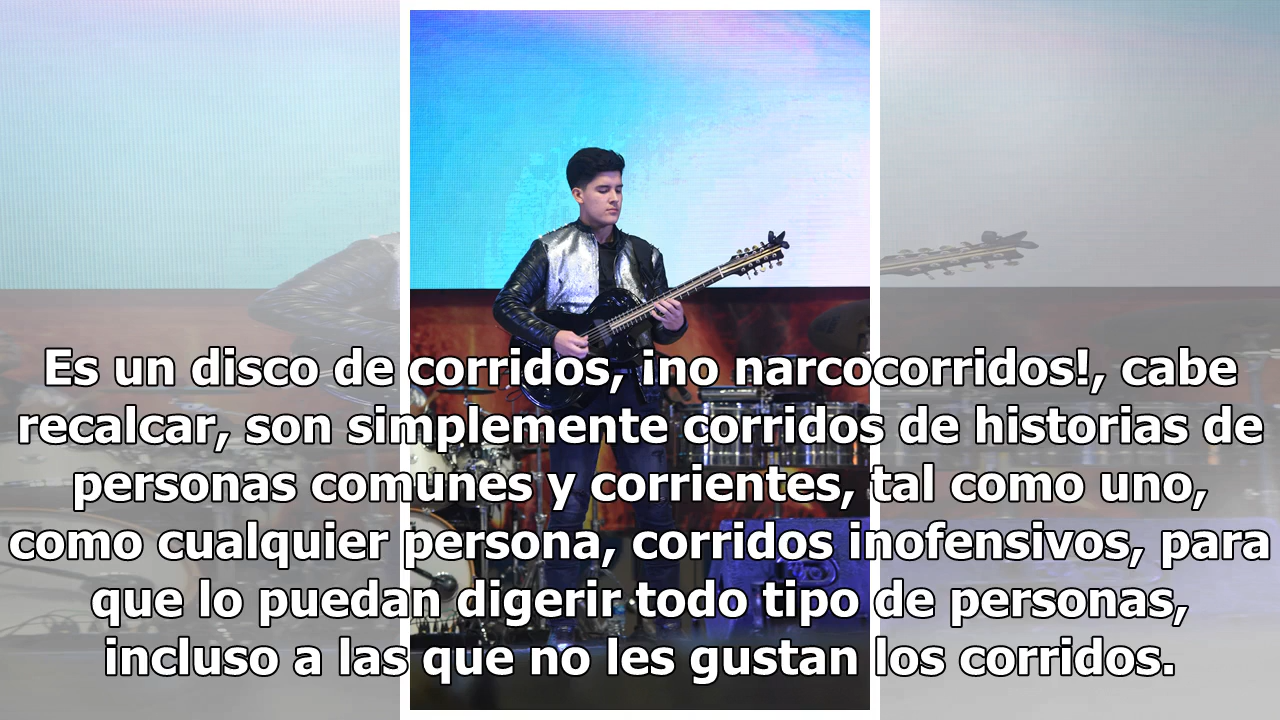 Es un disco de corridos, ¡no narcocorridos!, cabe
recalcar, son simplemente corridos de historias de
personas comunes y corrientes, tal como uno,
como cualquier persona, corridos inofensivos, para
que lo puedan digerir todo tipo de personas,
incluso a las que no les gustan los corridos.